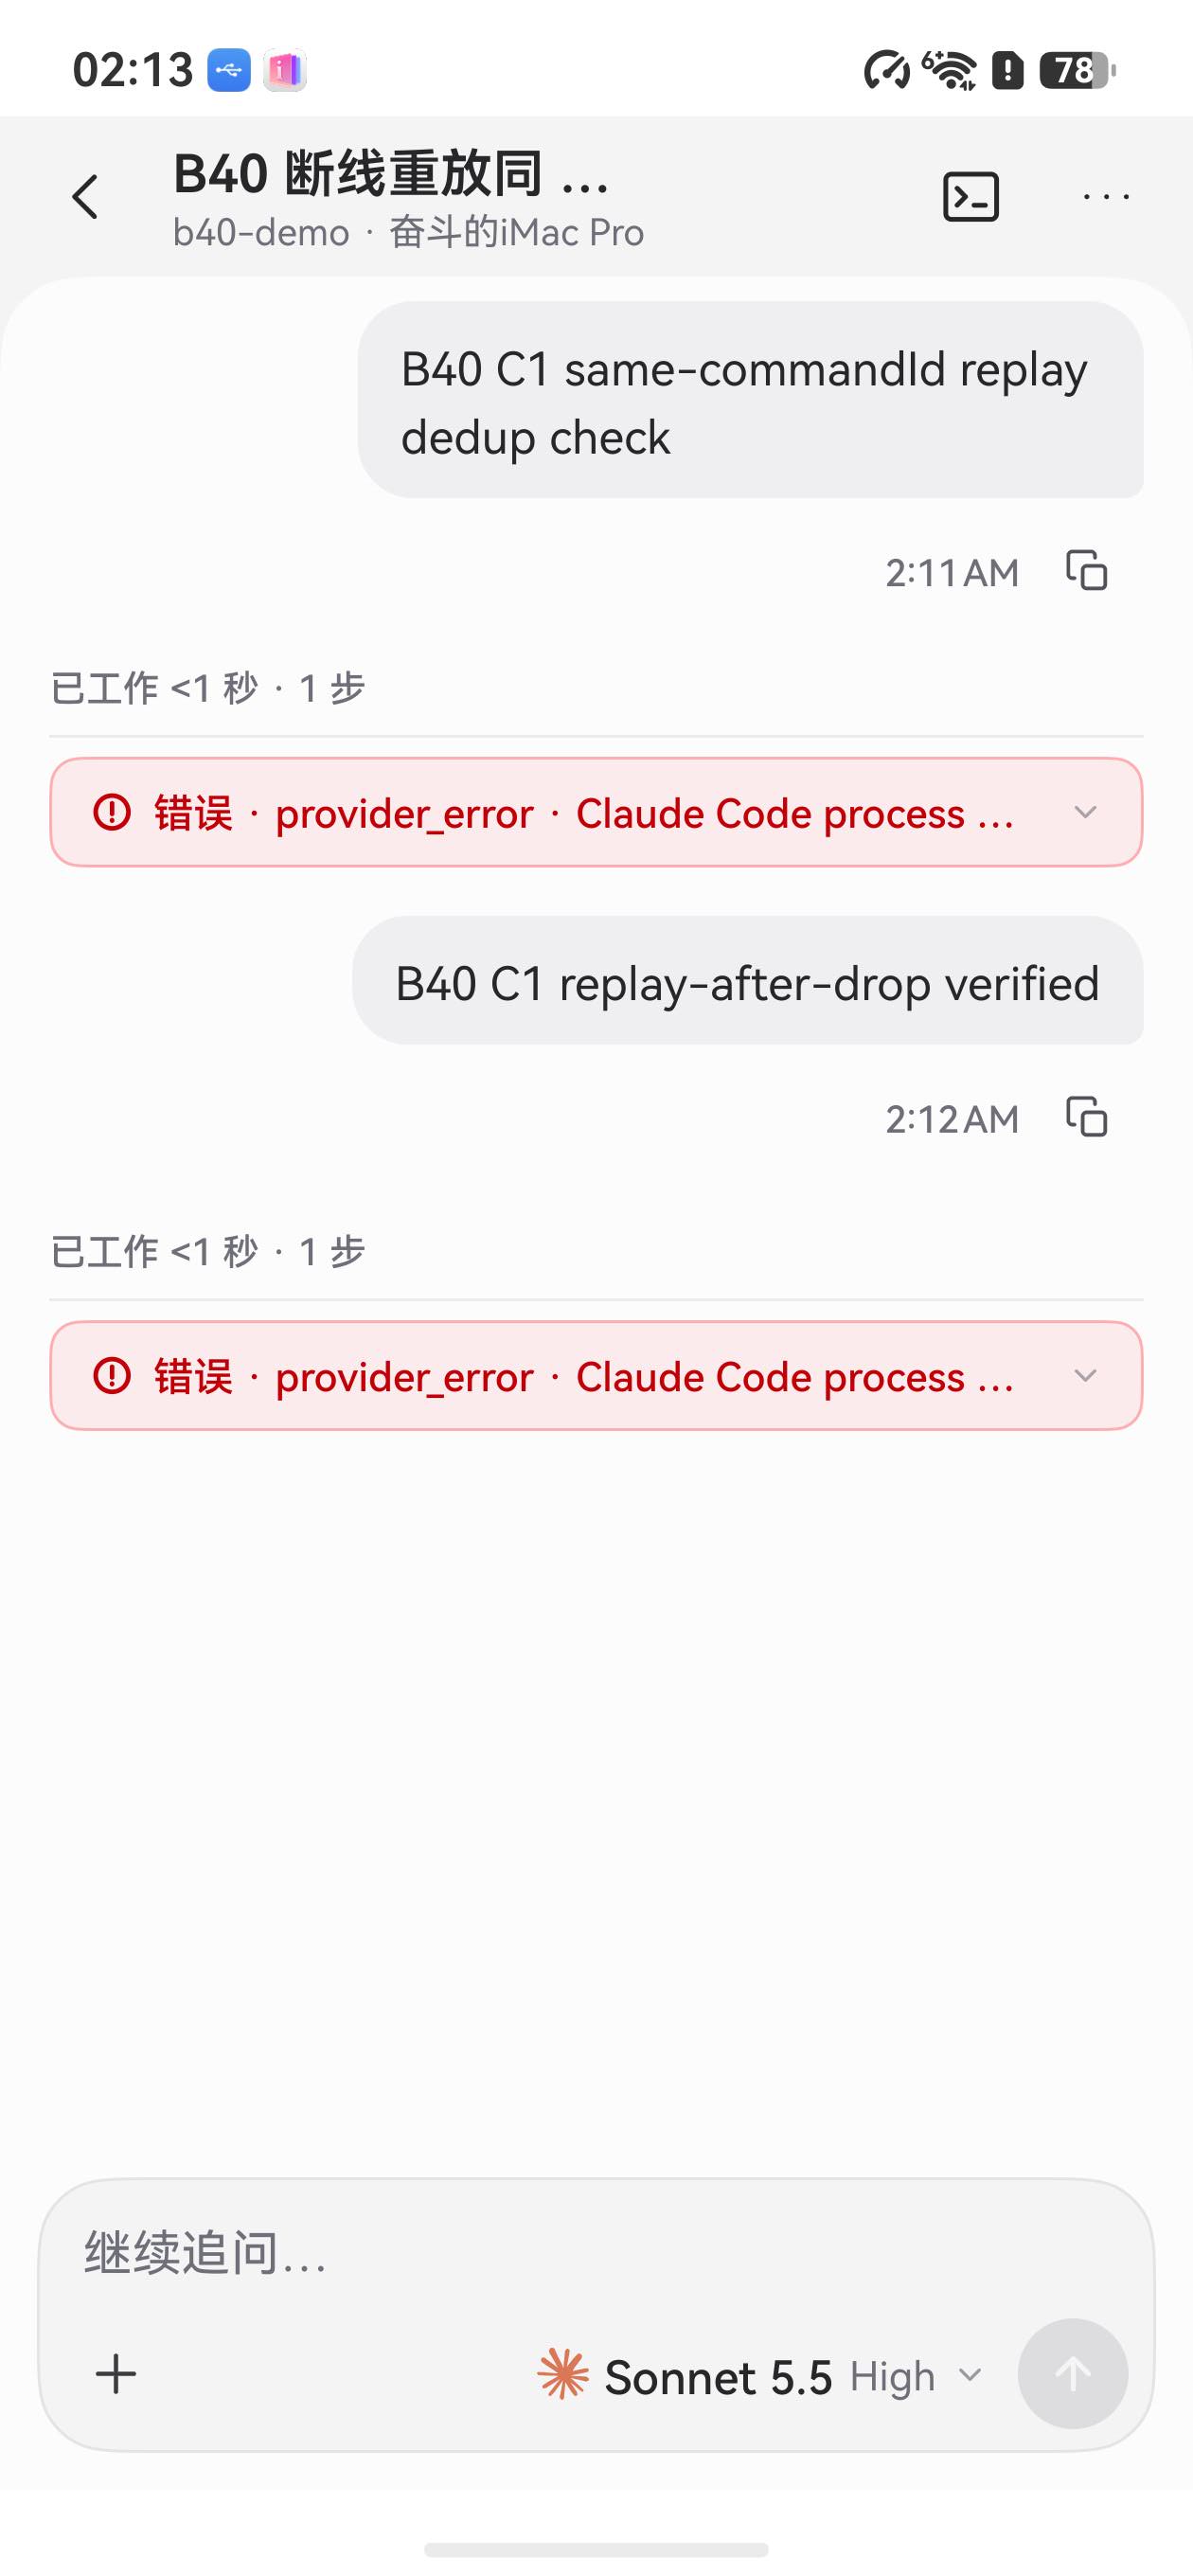 02:13
78
B40 断线重放同 ...
b40-demo · 奋斗的iMac Pro
B40 C1 same-commandId replay
dedup check
2:11 AM
已工作 <1 秒 · 1 步
错误 · provider_error · Claude Code process ...
B40 C1 replay-after-drop verified
2:12 AM
已工作 <1 秒 · 1 步
错误 · provider_error · Claude Code process ...
继续追问...
Sonnet 5.5 High